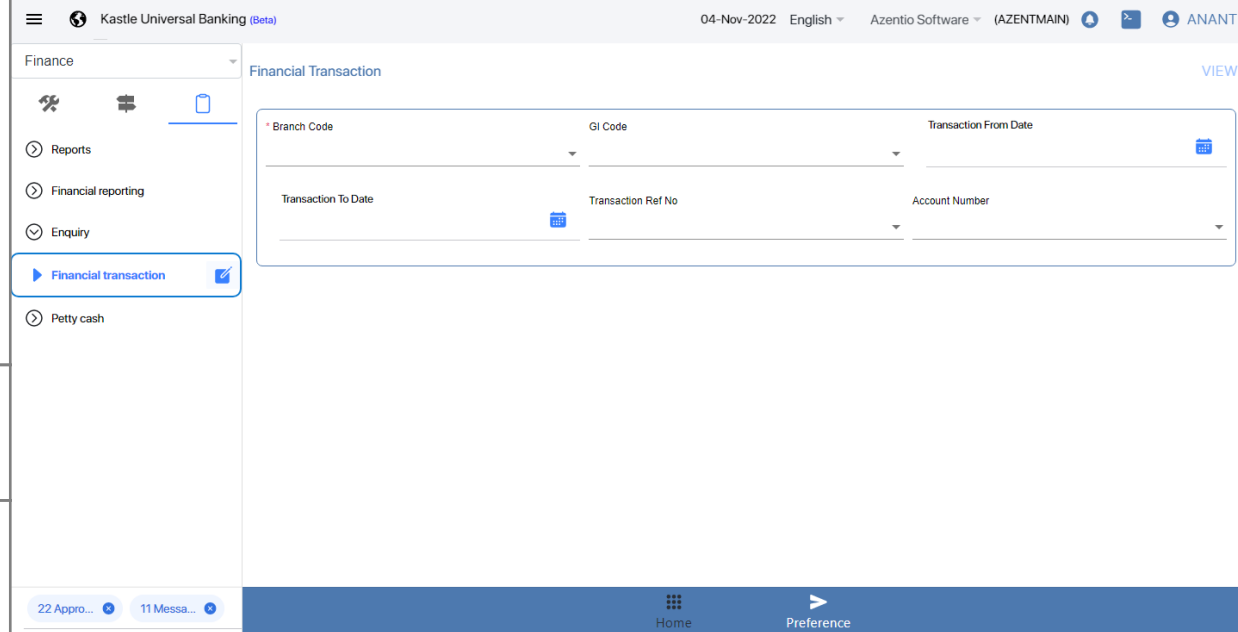 Kastle Universal Banking (Beta)
04-Nov-2022 English Azentio Software (AZENTMAIN) ANANT
Finance
Financial Transaction
VIEW
Reports
Financial reporting
Enquiry
Financial transaction
Petty cash
* Branch Code
Gl Code
Transaction From Date
Transaction To Date
Transaction Ref No
Account Number
22 Appro...
11 Messa...
Home
Preference